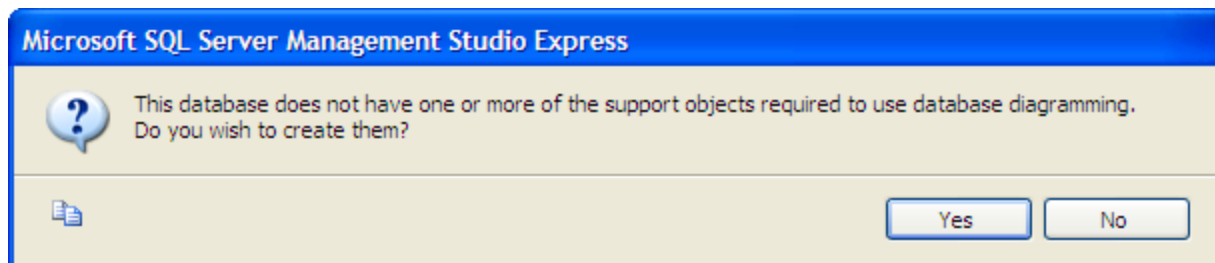 Microsoft SQL Server Management Studio Express
This database does not have one or more of the support objects required to use database diagramming.
Do you wish to create them?
Yes No